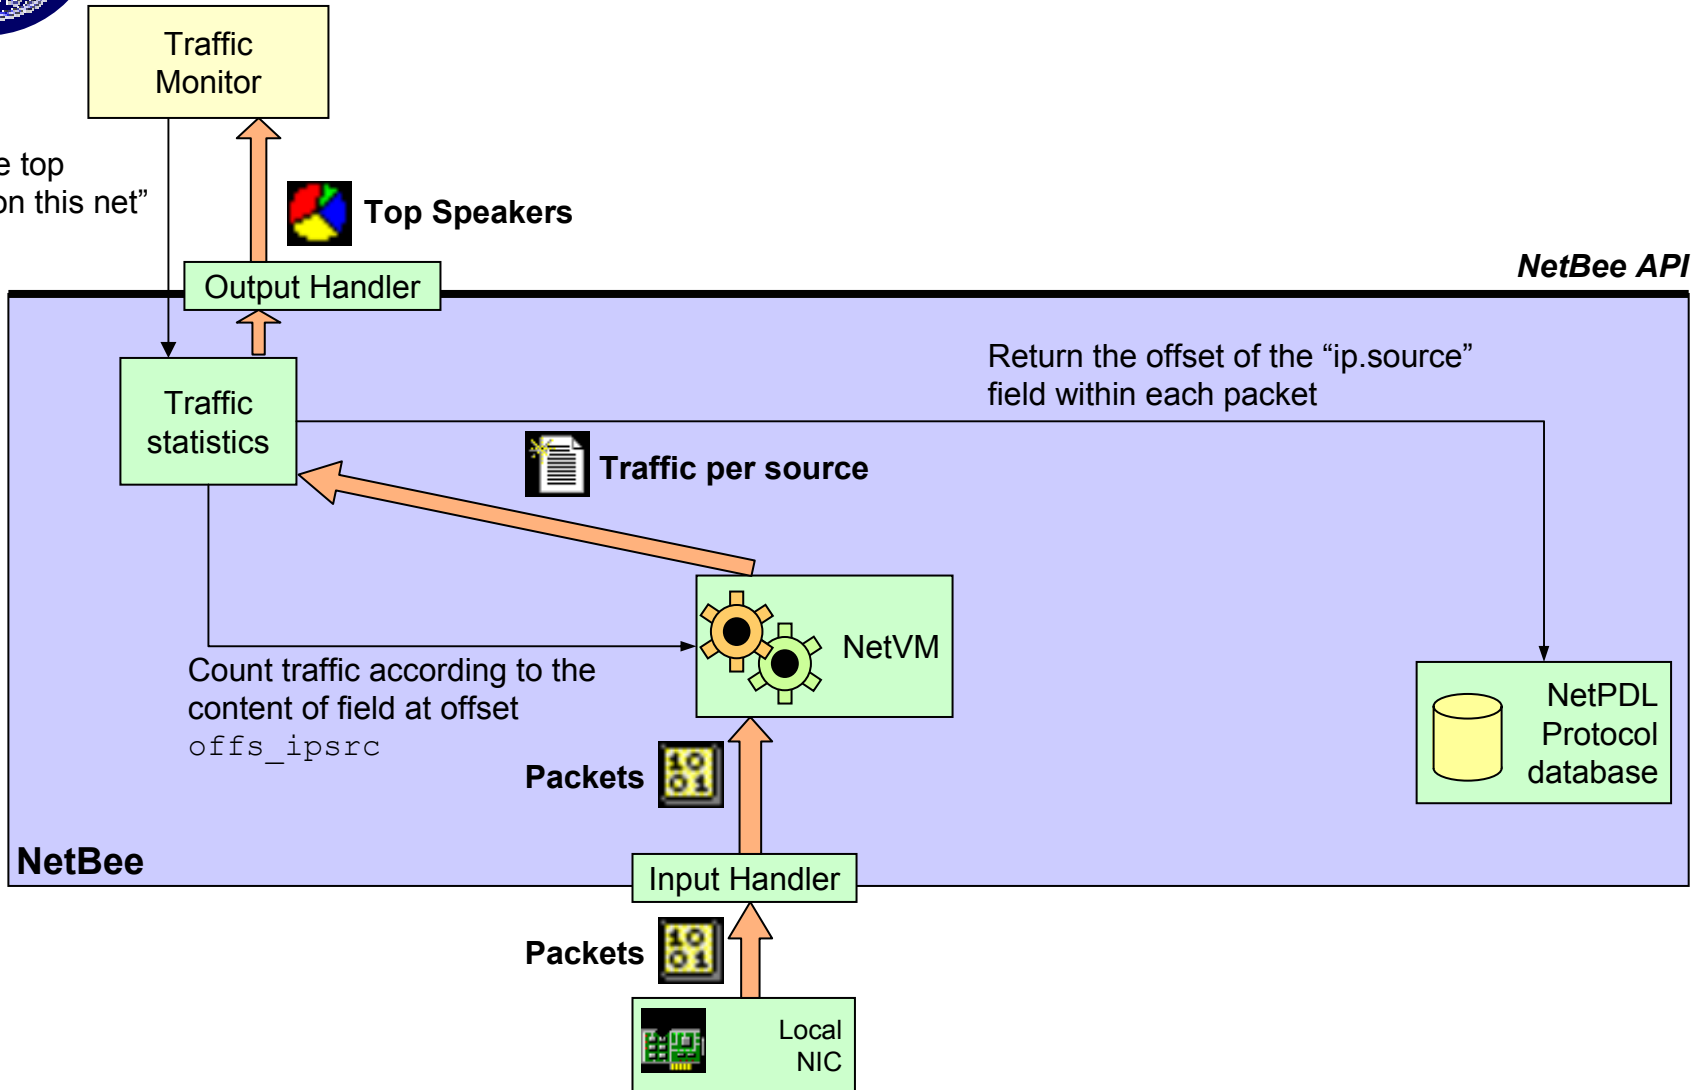 Traffic
Monitor
e top
on this net”
Top Speakers
NetBee API
Output Handler
Return the offset of the “ip.source”
field within each packet
Traffic
statistics
Traffic per source
NetVM
Count traffic according to the
content of field at offset
offs_ipsrc
NetPDL
Protocol
database
Packets
NetBee
Input Handler
Packets
Local
NIC